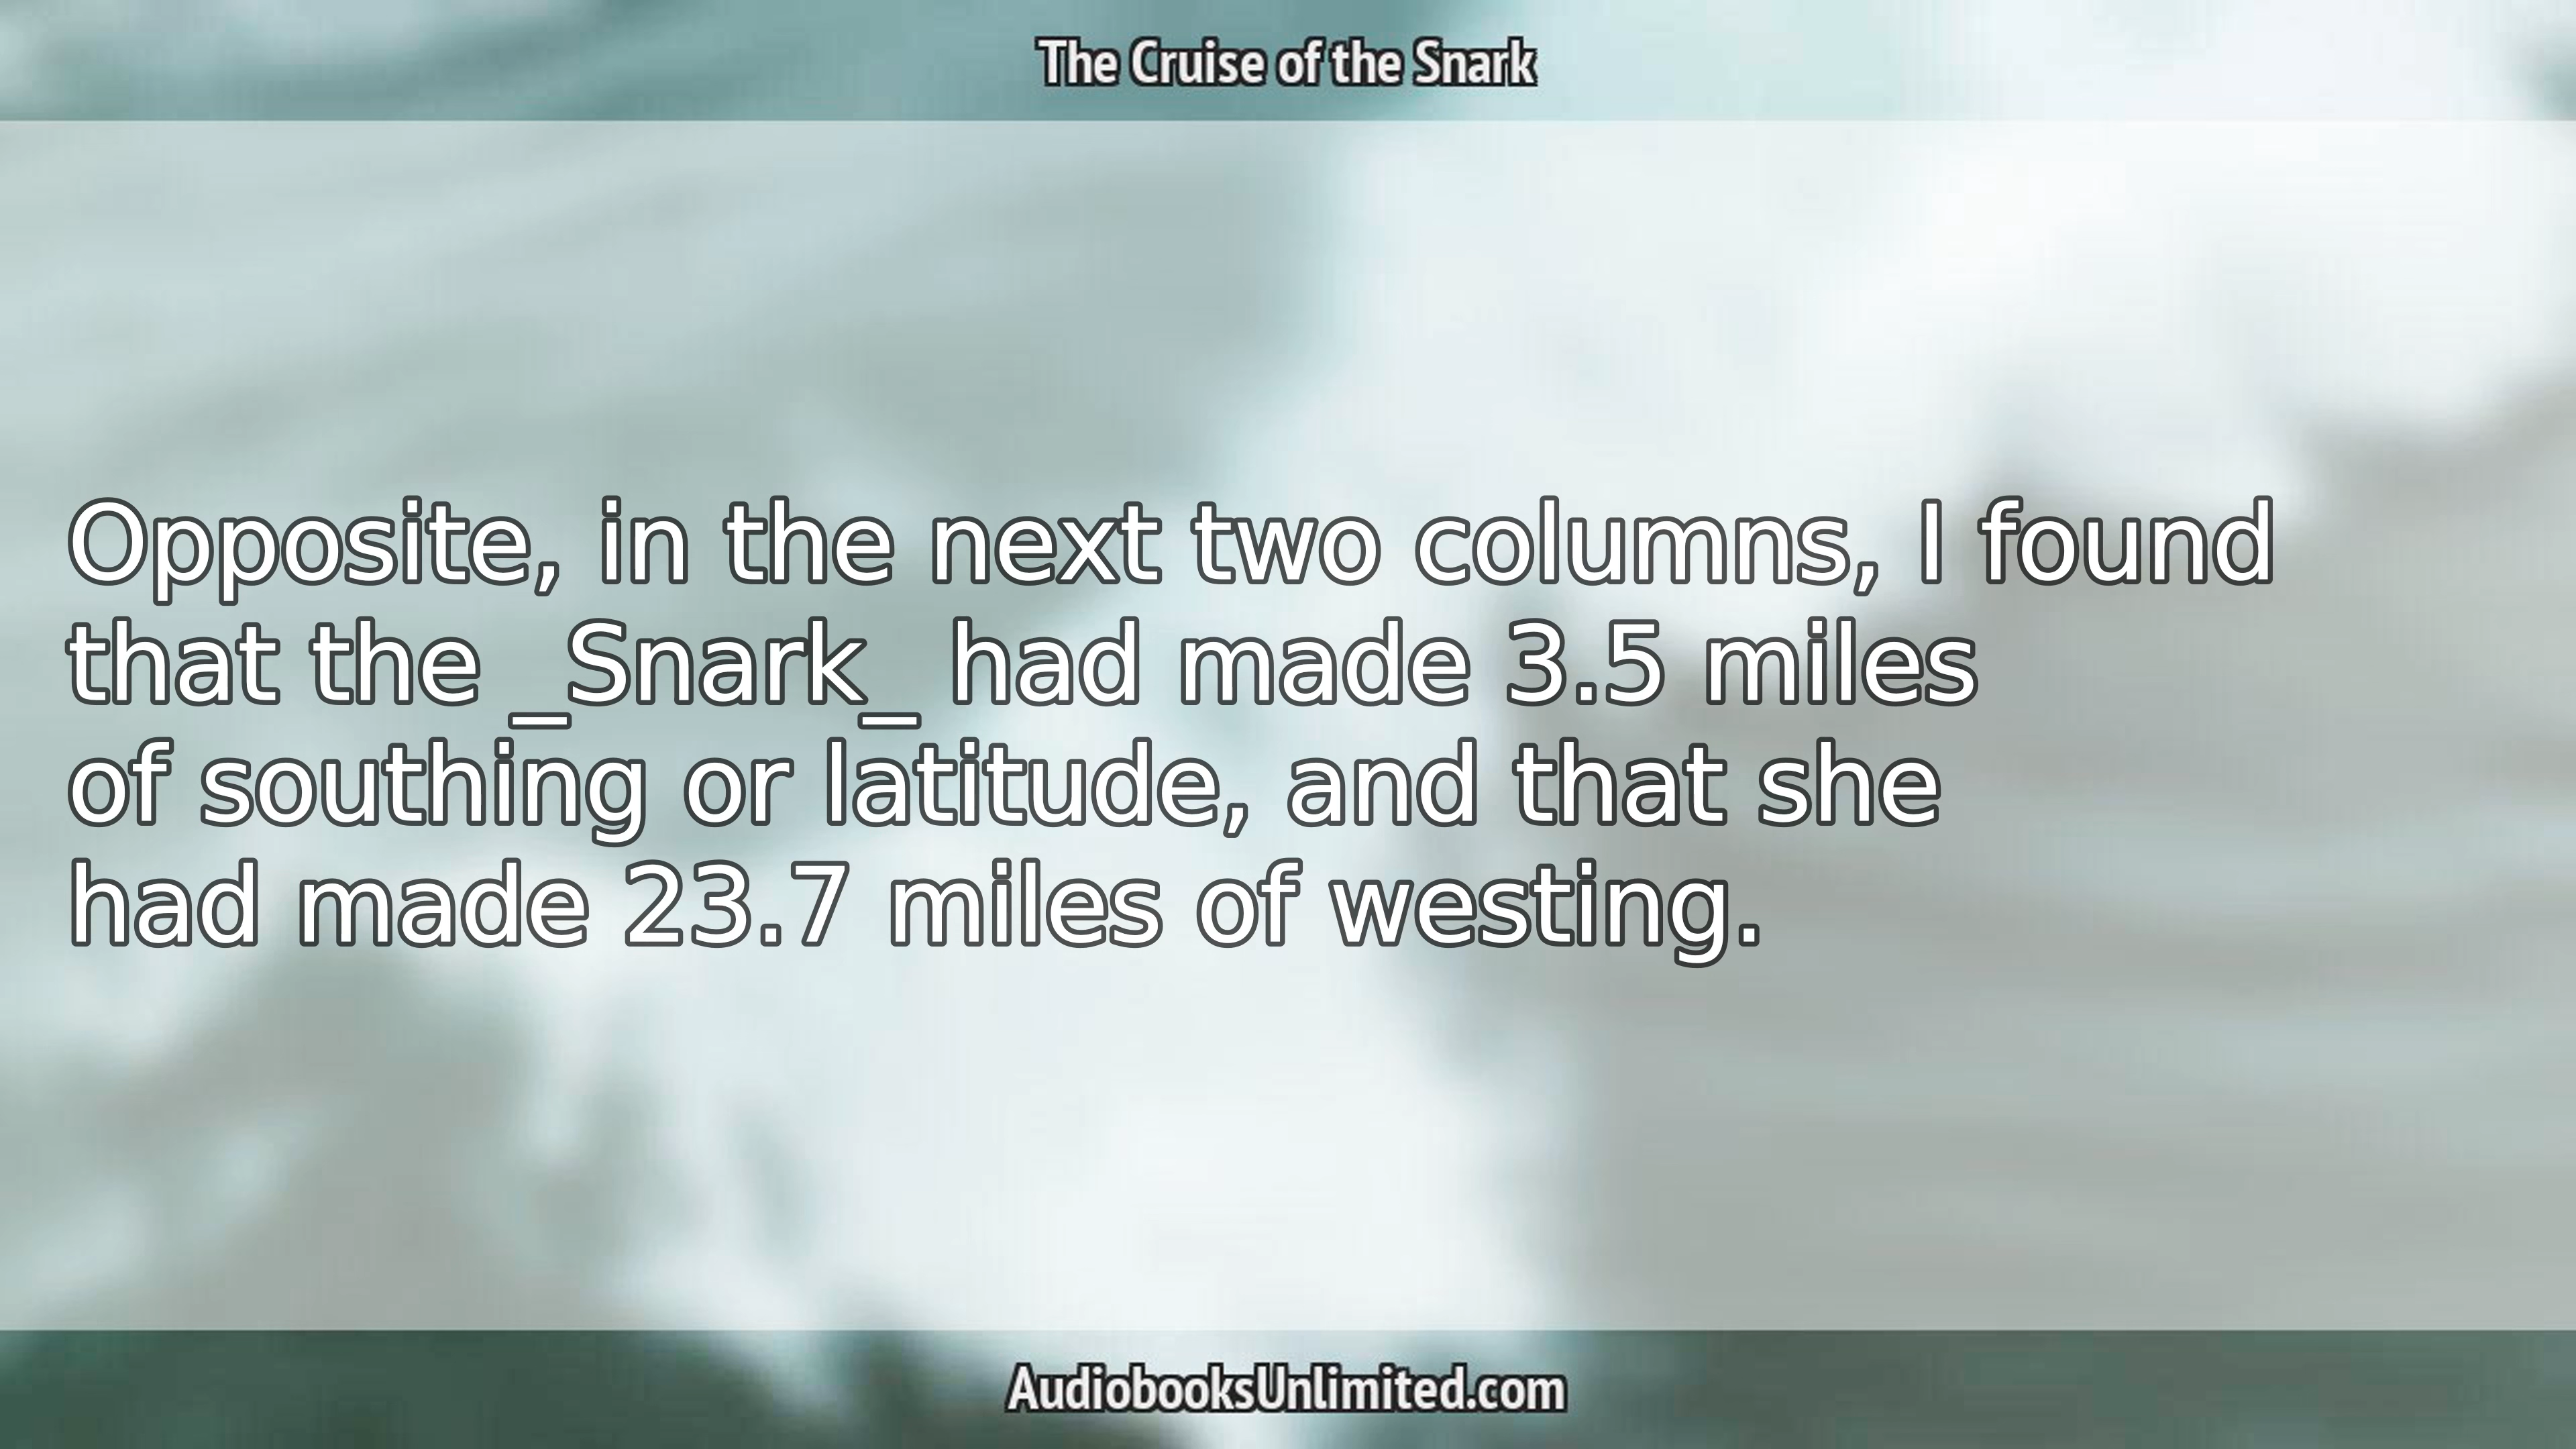 The Cruise of the Snark
Opposite, in the next two columns, I found
that the _Snark_ had made 3.5 miles
of southing or latitude, and that she
had made 23.7 miles of westing.
AudiobooksUnlimited.com